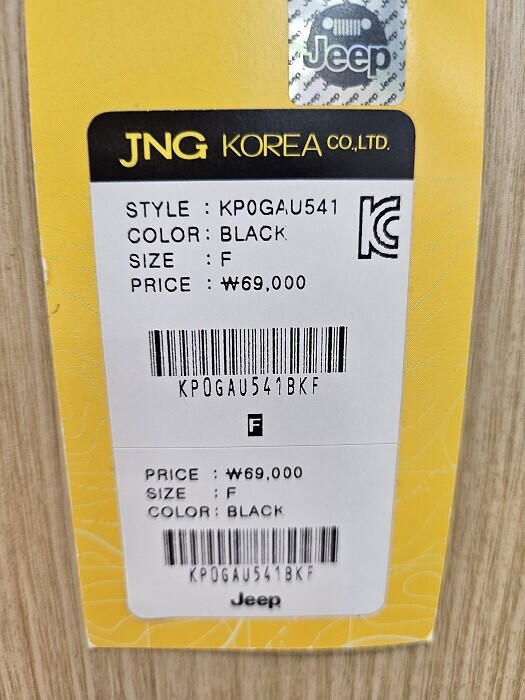 Jeep
JNG KOREA CO.,LTD.
STYLE : KP0GAU541
COLOR : BLACK
SIZE : F
PRICE : ₩69,000
KP0GAU541BKF
F
PRICE : ₩69,000
SIZE : F
COLOR : BLACK
KP0GAU541BKF
Jeep